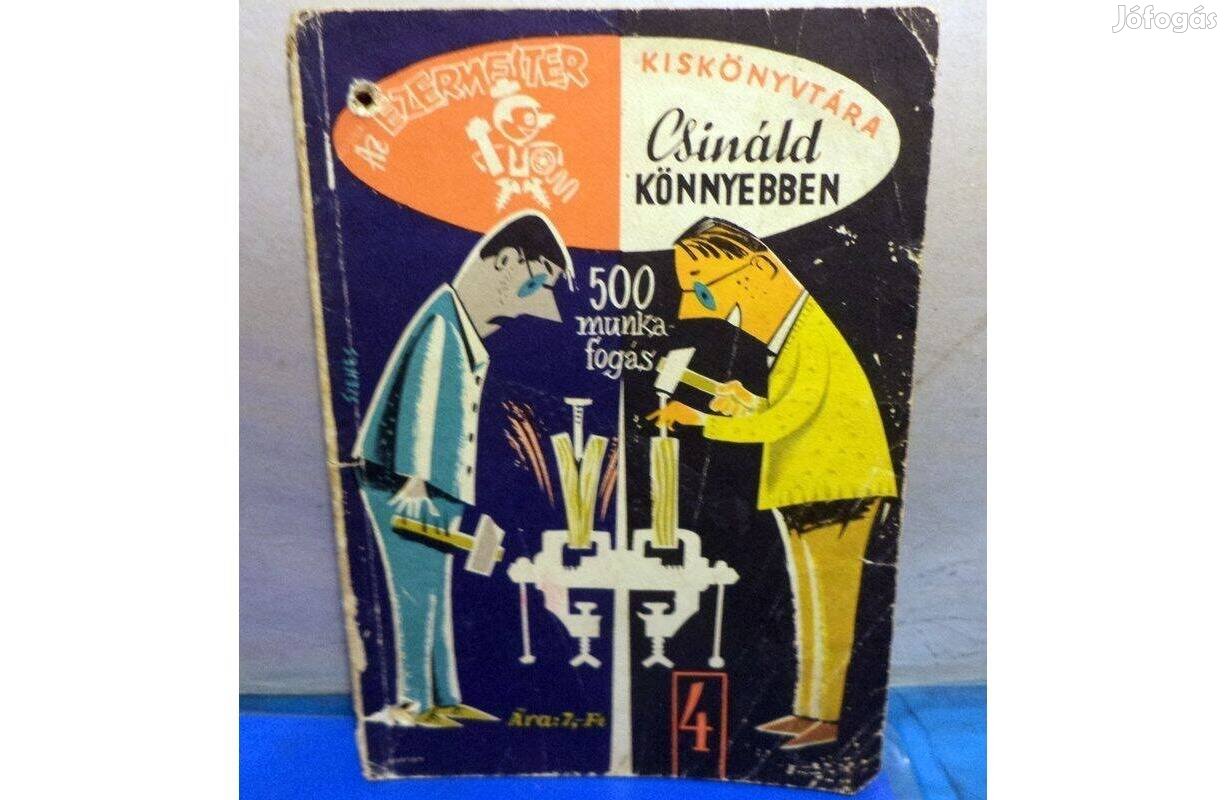 Jófogás
Az EZERMESTER
KISKÖNYVTÁRA
Csináld
KÖNNYEBBEN
500
munka-
fogás
Ára: 7,-Ft
4